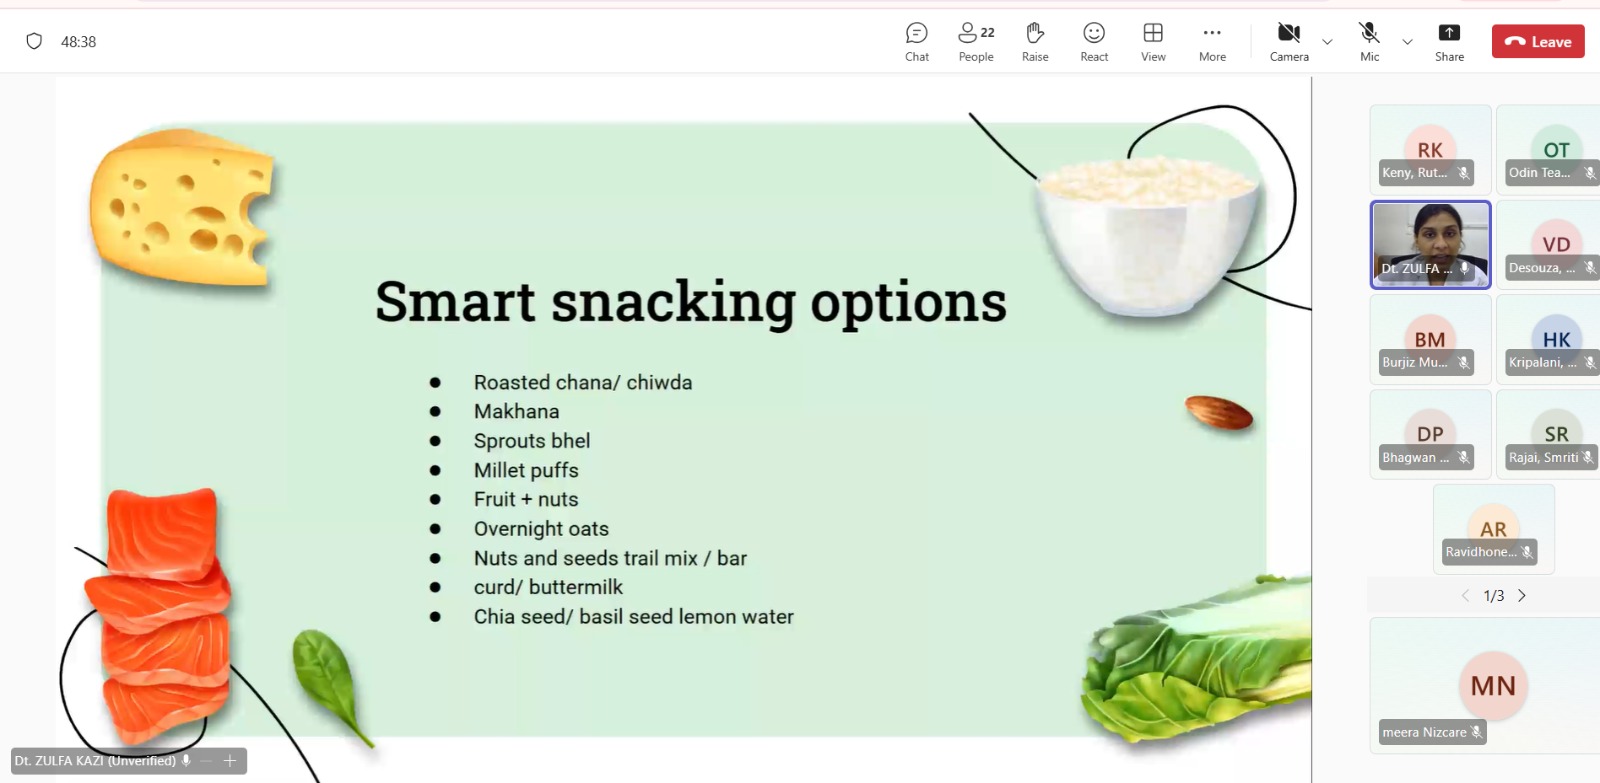 48:38
Chat
People
22
Raise
React
View
More
Camera
Mic
Share
Leave
Smart snacking options
Roasted chana/ chiwda
Makhana
Sprouts bhel
Millet puffs
Fruit + nuts
Overnight oats
Nuts and seeds trail mix / bar
curd/ buttermilk
Chia seed/ basil seed lemon water
Dt. ZULFA KAZI (Unverified)
RK
Keny, Rut...
OT
Odin Tea...
Dt. ZULFA ...
VD
Desouza, ...
BM
Burjiz Mu...
HK
Kripalani, ...
DP
Bhagwan ...
SR
Rajai, Smriti
AR
Ravidhone...
1/3
MN
meera Nizcare